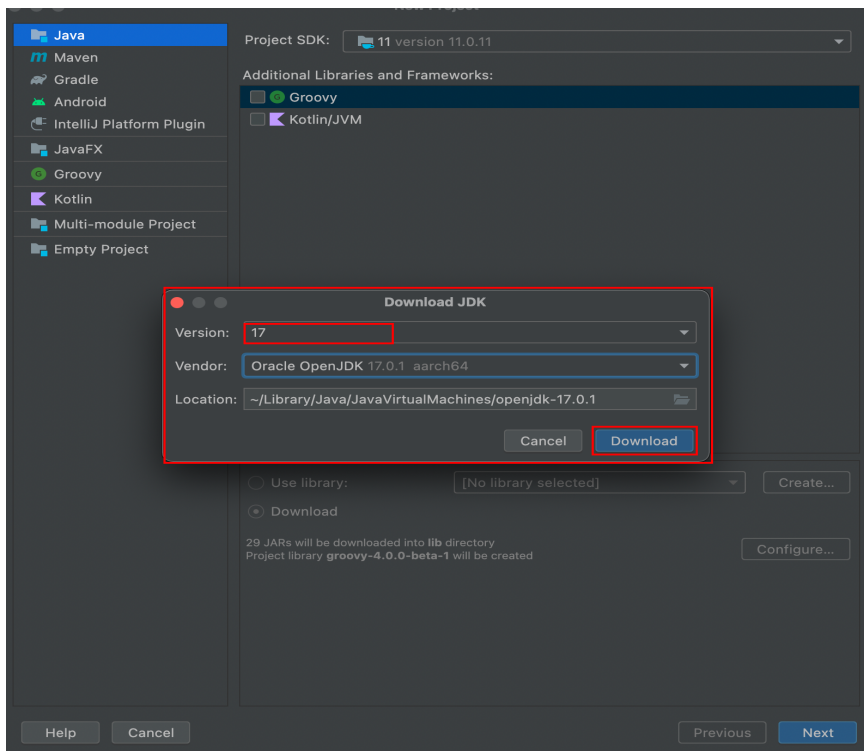 New Project
Java
Maven
Gradle
Android
IntelliJ Platform Plugin
JavaFX
Groovy
Kotlin
Multi-module Project
Empty Project
Project SDK: 11 version 11.0.11
Additional Libraries and Frameworks:
G Groovy
Kotlin/JVM
Download JDK
Version: 17
Vendor: Oracle OpenJDK 17.0.1 aarch64
Location: ~/Library/Java/JavaVirtualMachines/openjdk-17.0.1
Cancel Download
Use library: [No library selected] Create...
Download
29 JARs will be downloaded into lib directory
Project library groovy-4.0.0-beta-1 will be created
Configure...
Help Cancel Previous Next